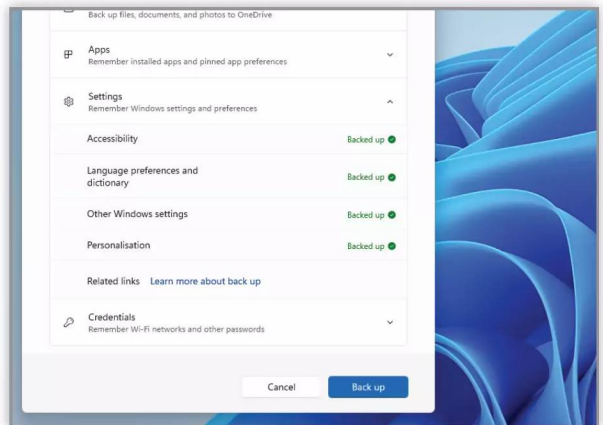 Back up files, documents, and photos to OneDrive
Apps
Remember installed apps and pinned app preferences
Settings
Remember Windows settings and preferences
Accessibility
Backed up
Language preferences and
dictionary
Backed up
Other Windows settings
Backed up
Personalisation
Backed up
Related links Learn more about back up
Credentials
Remember Wi-Fi networks and other passwords
Cancel
Back up